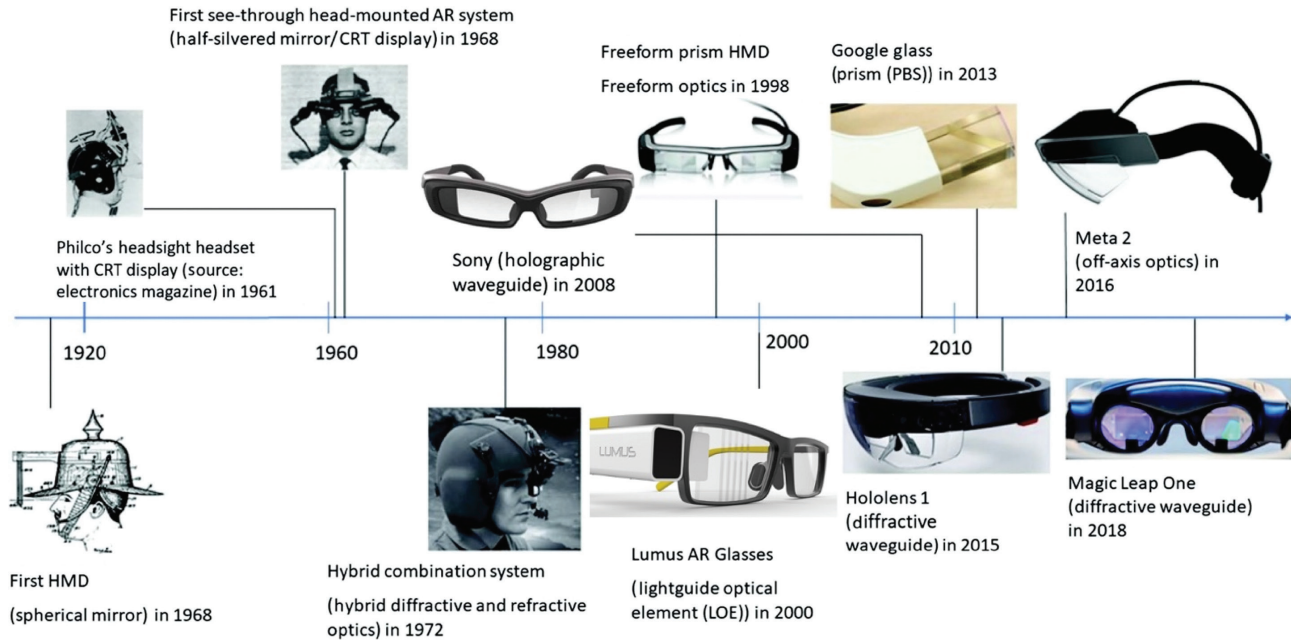 First see-through head-mounted AR system
(half-silvered mirror/CRT display) in 1968
Freeform prism HMD
Freeform optics in 1998
Google glass
(prism (PBS)) in 2013
Philco's headsight headset
with CRT display (source:
electronics magazine) in 1961
Sony (holographic
waveguide) in 2008
Meta 2
(off-axis optics) in
2016
1920
1960
1980
2000
2010
First HMD
(spherical mirror) in 1968
Hybrid combination system
(hybrid diffractive and refractive
optics) in 1972
LUMUS
Lumus AR Glasses
(lightguide optical
element (LOE)) in 2000
Hololens 1
(diffractive
waveguide) in 2015
Magic Leap One
(diffractive waveguide)
in 2018